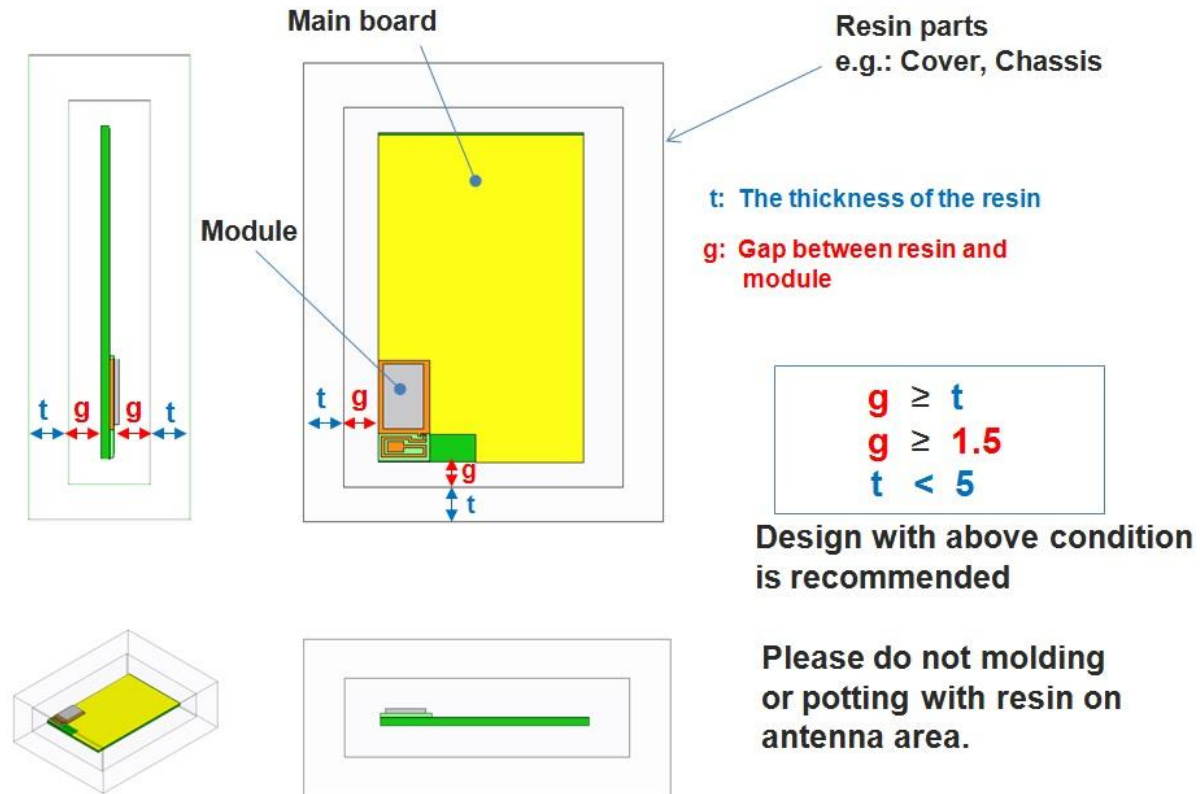 Main board
Resin parts
e.g.: Cover, Chassis
t: The thickness of the resin
Module
g: Gap between resin and
module
t g g t
t g
g
t
g ≥ t
g ≥ 1.5
t < 5
Design with above condition
is recommended
Please do not molding
or potting with resin on
antenna area.